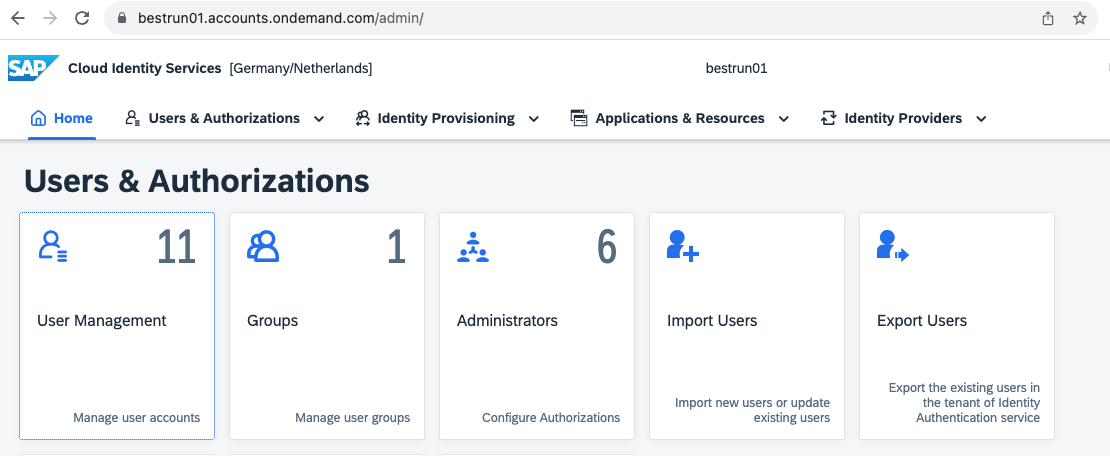 bestrun01.accounts.ondemand.com/admin/
SAP Cloud Identity Services [Germany/Netherlands] bestrun01
Home Users & Authorizations Identity Provisioning Applications & Resources Identity Providers
Users & Authorizations
11
User Management
Manage user accounts
1
Groups
Manage user groups
6
Administrators
Configure Authorizations
Import Users
Import new users or update
existing users
Export Users
Export the existing users in
the tenant of Identity
Authentication service